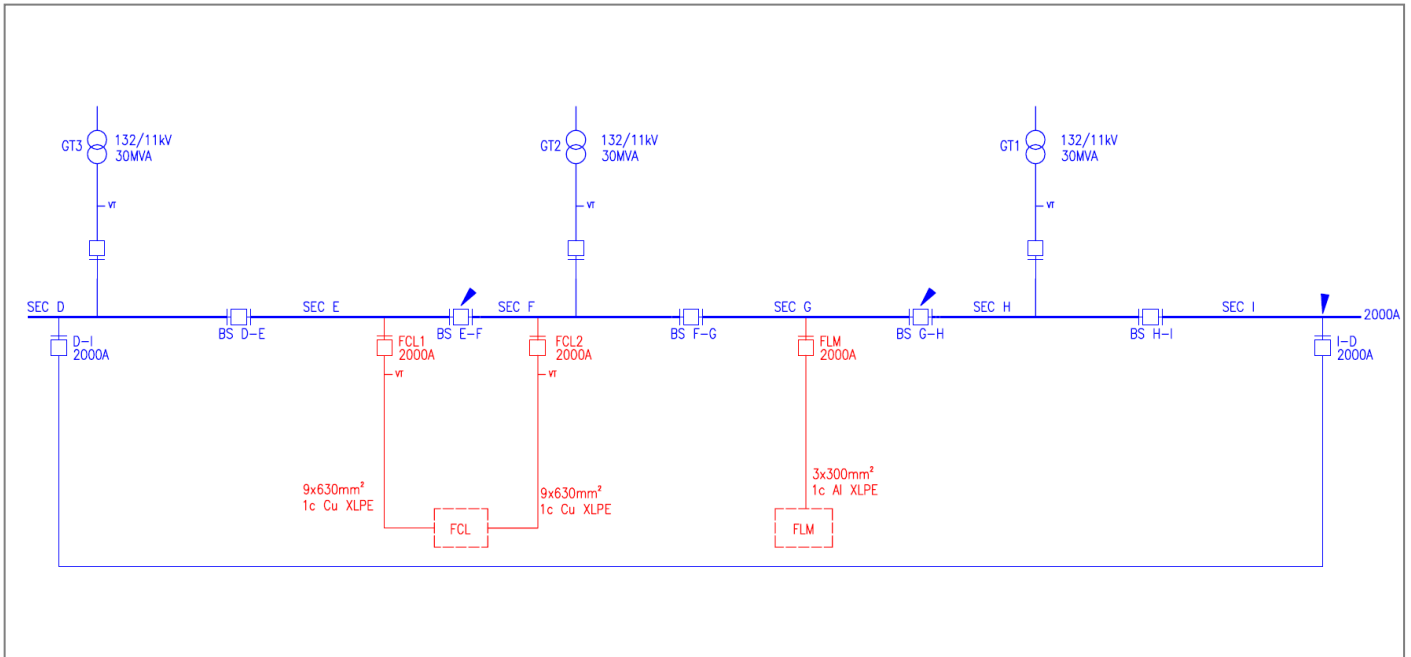 GT3
132/11kV
30MVA
GT2
132/11kV
30MVA
GT1
132/11kV
30MVA
VT
VT
VT
SEC D
SEC E
SEC F
SEC G
SEC H
SEC I
2000A
BS D-E
BS E-F
BS F-G
BS G-H
BS H-I
D-I
2000A
FCL1
2000A
FCL2
2000A
FLM
2000A
I-D
2000A
VT
VT
9x630mm²
1c Cu XLPE
9x630mm²
1c Cu XLPE
3x300mm²
1c Al XLPE
FCL
FLM